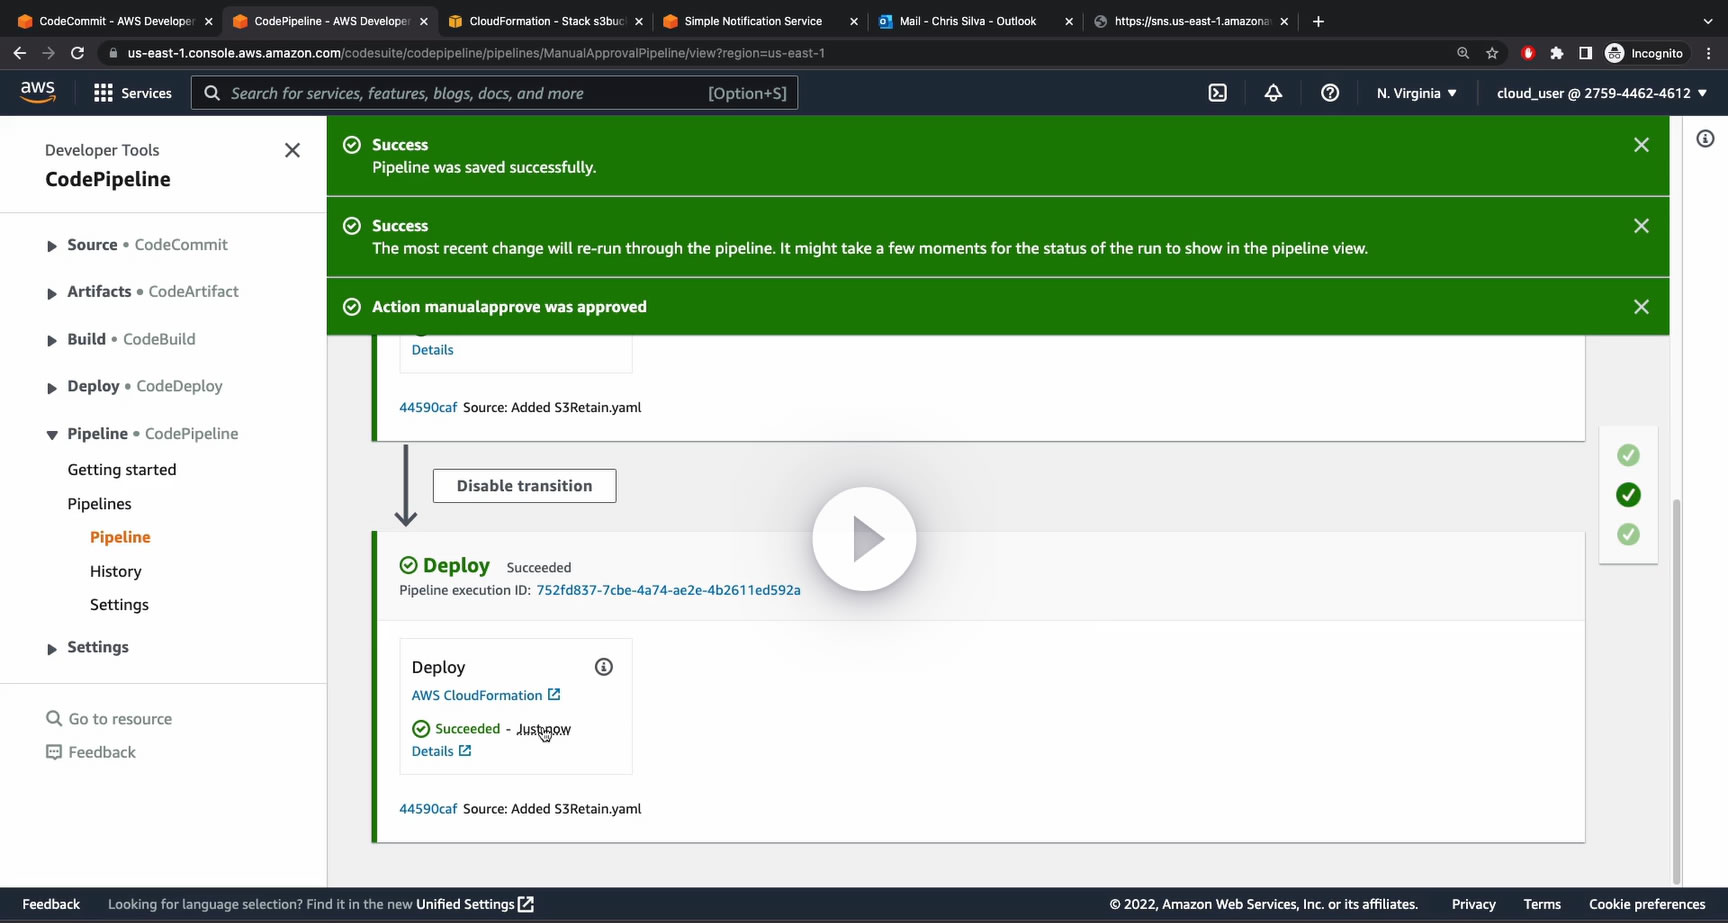 CodeCommit - AWS Developer
CodePipeline - AWS Developer
CloudFormation - Stack s3buc
Simple Notification Service
Mail - Chris Silva - Outlook
https://sns.us-east-1.amazona
us-east-1.console.aws.amazon.com/codesuite/codepipeline/pipelines/ManualApprovalPipeline/view?region=us-east-1
Incognito
aws
Services
Search for services, features, blogs, docs, and more
[Option+S]
N. Virginia
cloud_user @ 2759-4462-4612
Developer Tools
CodePipeline
Source • CodeCommit
Artifacts • CodeArtifact
Build • CodeBuild
Deploy • CodeDeploy
Pipeline • CodePipeline
Getting started
Pipelines
Pipeline
History
Settings
Settings
Go to resource
Feedback
Success
Pipeline was saved successfully.
Success
The most recent change will re-run through the pipeline. It might take a few moments for the status of the run to show in the pipeline view.
Action manualapprove was approved
Details
44590caf Source: Added S3Retain.yaml
Disable transition
Deploy Succeeded
Pipeline execution ID: 752fd837-7cbe-4a74-ae2e-4b2611ed592a
Deploy
AWS CloudFormation
Succeeded - Just now
Details
44590caf Source: Added S3Retain.yaml
Feedback
Looking for language selection? Find it in the new Unified Settings
© 2022, Amazon Web Services, Inc. or its affiliates.
Privacy
Terms
Cookie preferences